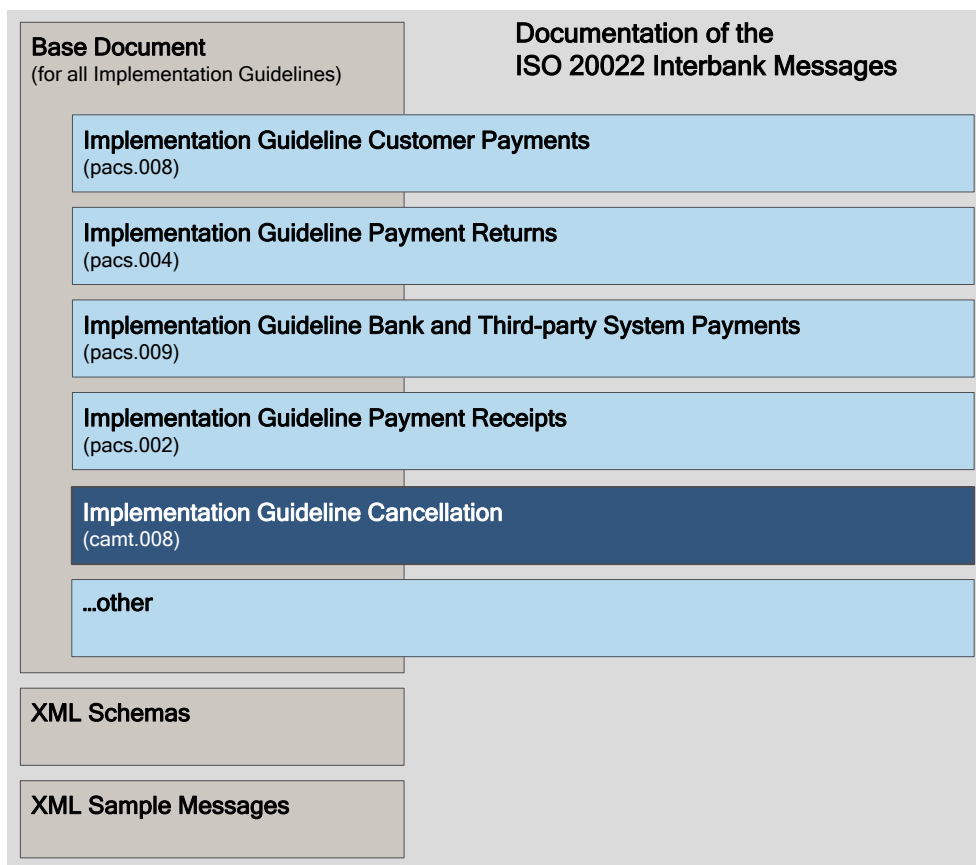 Base Document
(for all Implementation Guidelines)
Documentation of the
ISO 20022 Interbank Messages
Implementation Guideline Customer Payments
(pacs.008)
Implementation Guideline Payment Returns
(pacs.004)
Implementation Guideline Bank and Third-party System Payments
(pacs.009)
Implementation Guideline Payment Receipts
(pacs.002)
Implementation Guideline Cancellation
(camt.008)
...other
XML Schemas
XML Sample Messages